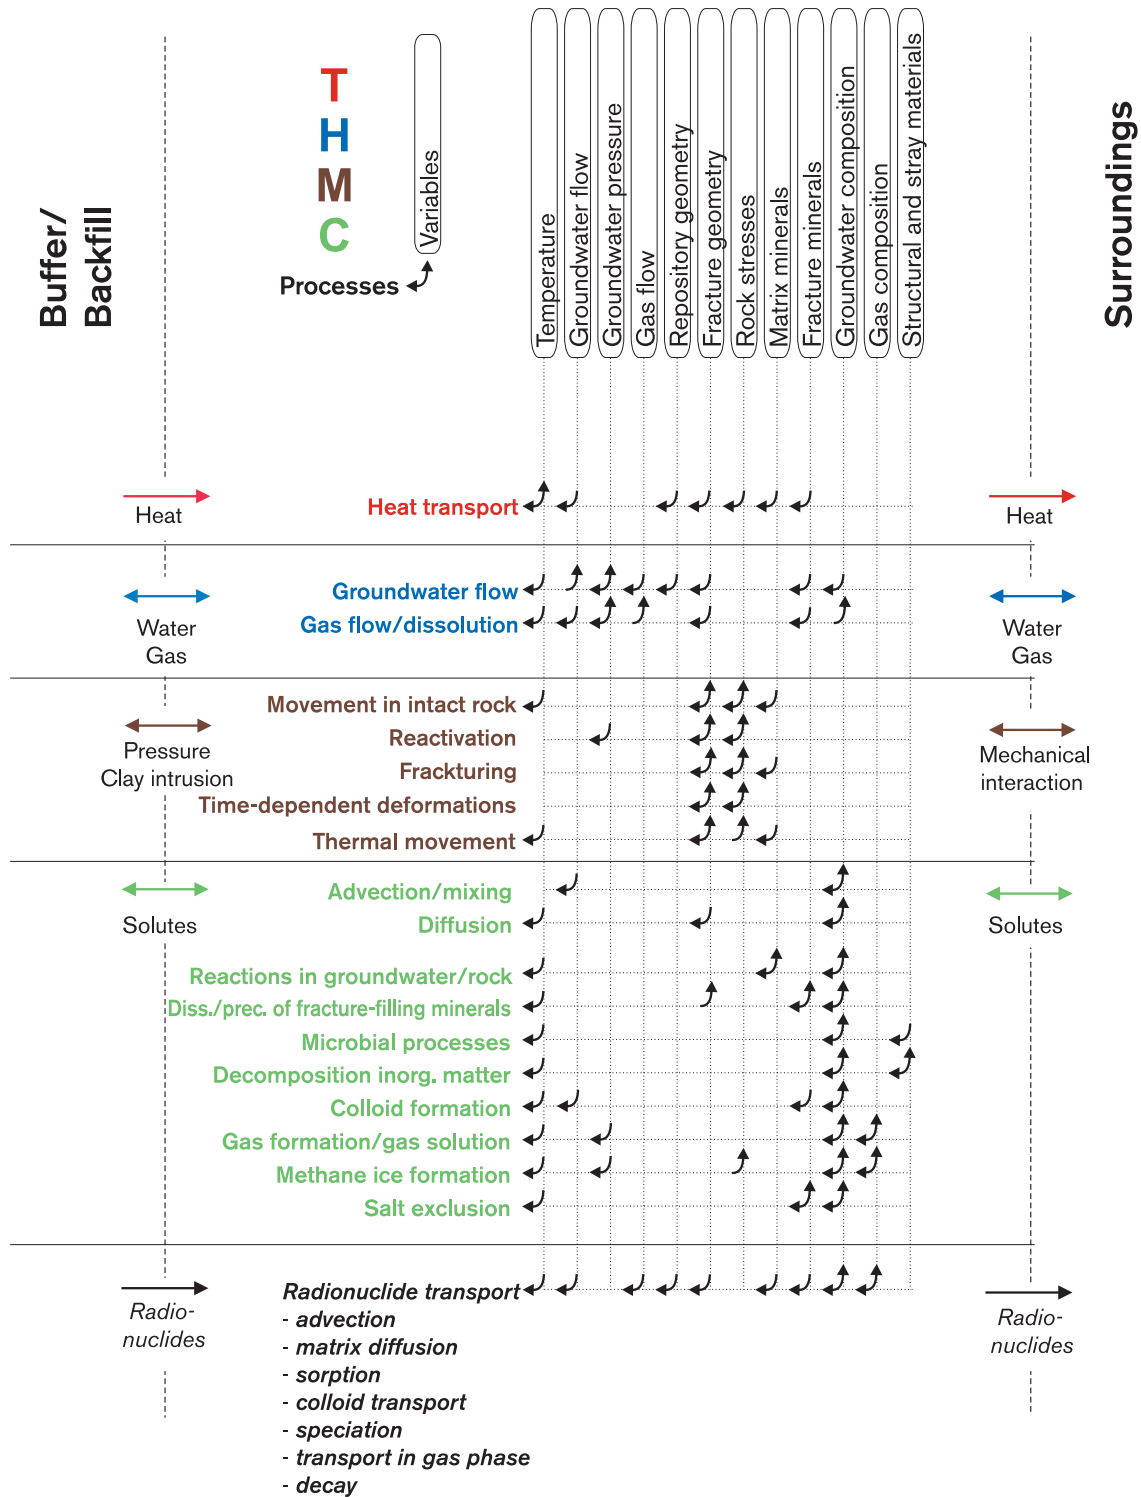 T
H
M
C
Processes
Variables
Temperature
Groundwater flow
Groundwater pressure
Gas flow
Repository geometry
Fracture geometry
Rock stresses
Matrix minerals
Fracture minerals
Groundwater composition
Gas composition
Structural and stray materials
Buffer/
Backfill
Surroundings
Heat
Heat transport
Heat
Groundwater flow
Gas flow/dissolution
Water
Gas
Water
Gas
Movement in intact rock
Reactivation
Frackturing
Time-dependent deformations
Thermal movement
Pressure
Clay intrusion
Mechanical
interaction
Advection/mixing
Diffusion
Reactions in groundwater/rock
Diss./prec. of fracture-filling minerals
Microbial processes
Decomposition inorg. matter
Colloid formation
Gas formation/gas solution
Methane ice formation
Salt exclusion
Solutes
Solutes
Radionuclide transport
- advection
- matrix diffusion
- sorption
- colloid transport
- speciation
- transport in gas phase
- decay
Radio-
nuclides
Radio-
nuclides